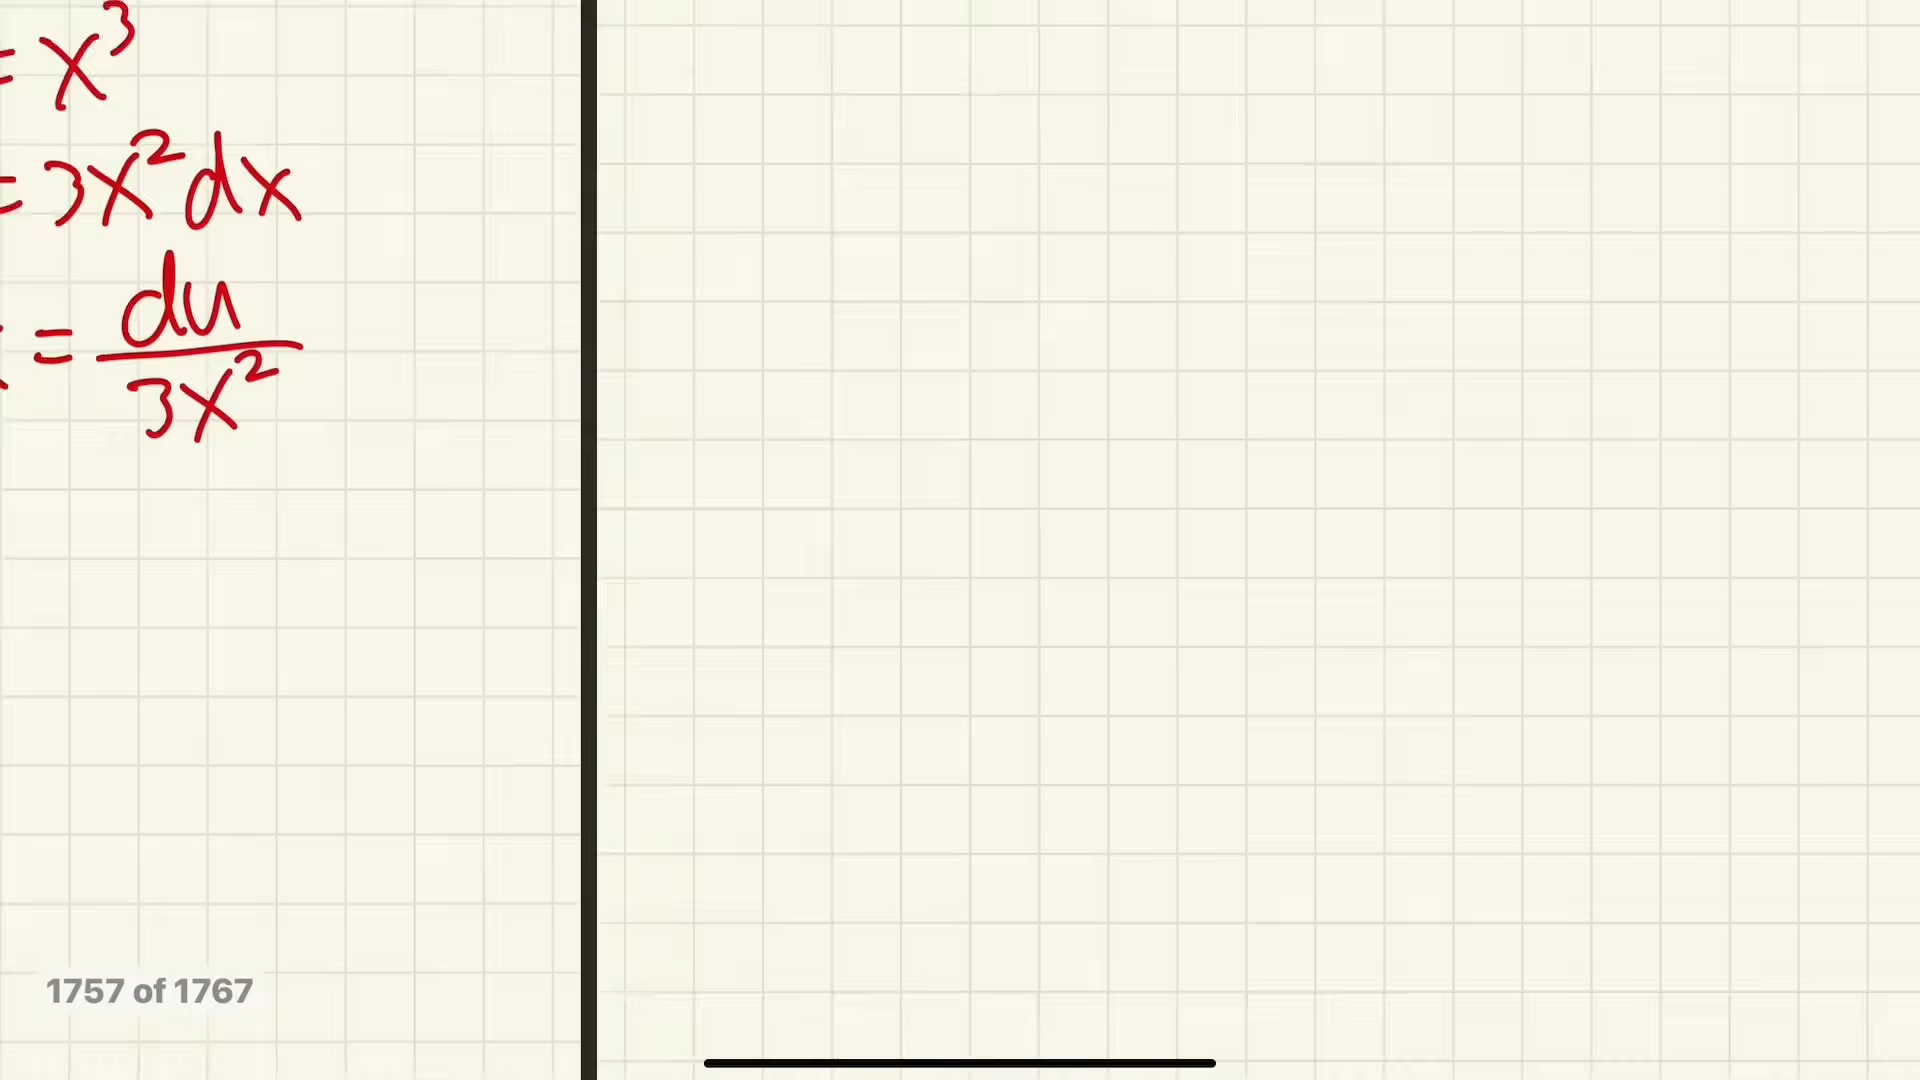 = x³
= 3x² dx
= du / 3x²
1757 of 1767